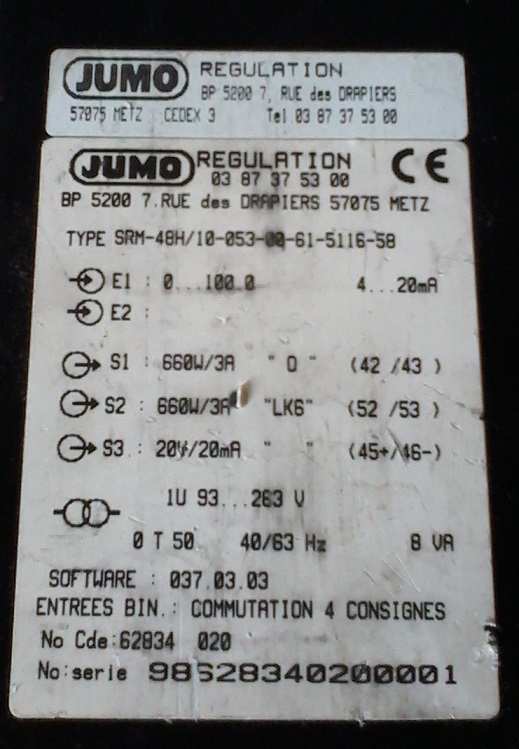 JUMO REGULATION
BP 5200 7, RUE des DRAPIERS
57075 METZ CEDEX 3 Tel 03 87 37 53 00
JUMO REGULATION CE
03 87 37 53 00
BP 5200 7.RUE des DRAPIERS 57075 METZ
TYPE SRM-48H/10-053-00-61-5116-58
E1 : 0...100.0 4...20mA
E2 :
S1 : 660W/3A " O " (42 /43 )
S2 : 660W/3A "LK6" (52 /53 )
S3 : 20V/20mA " " (45+/46-)
1U 93...263 V
0 T 50 40/63 Hz 8 VA
SOFTWARE : 037.03.03
ENTREES BIN.: COMMUTATION 4 CONSIGNES
No Cde:62834 020
No:serie 98628340200001